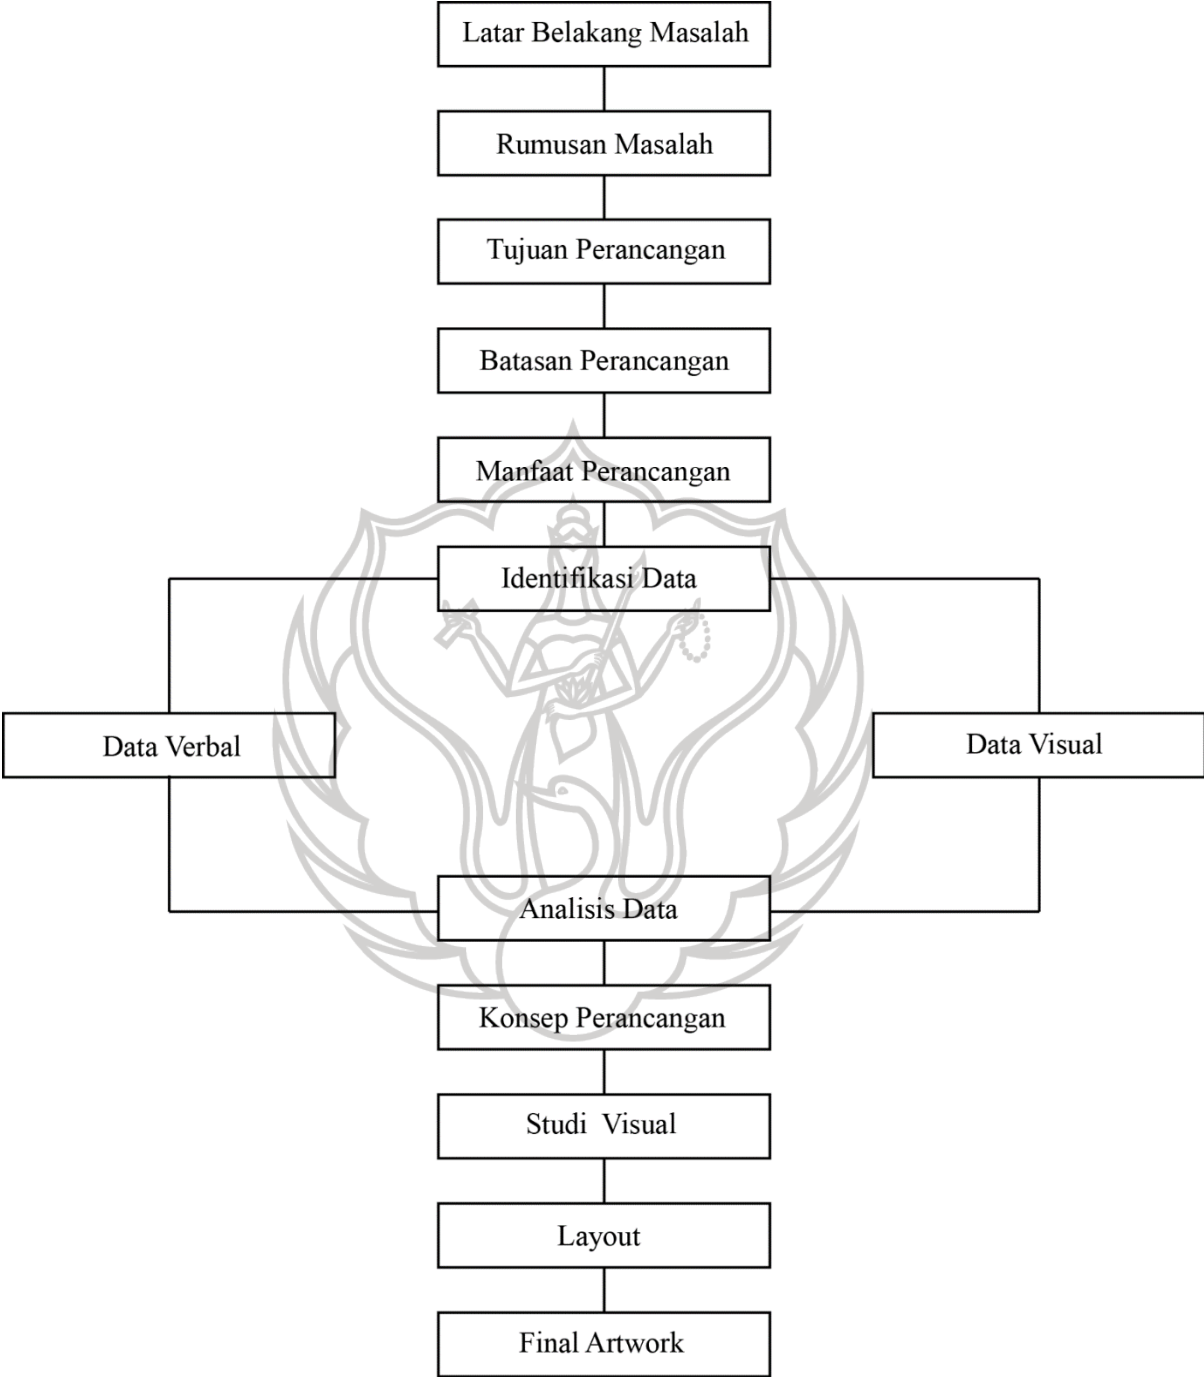 Latar Belakang Masalah
Rumusan Masalah
Tujuan Perancangan
Batasan Perancangan
Manfaat Perancangan
Identifikasi Data
Data Verbal
Data Visual
Analisis Data
Konsep Perancangan
Studi  Visual
Layout
Final Artwork